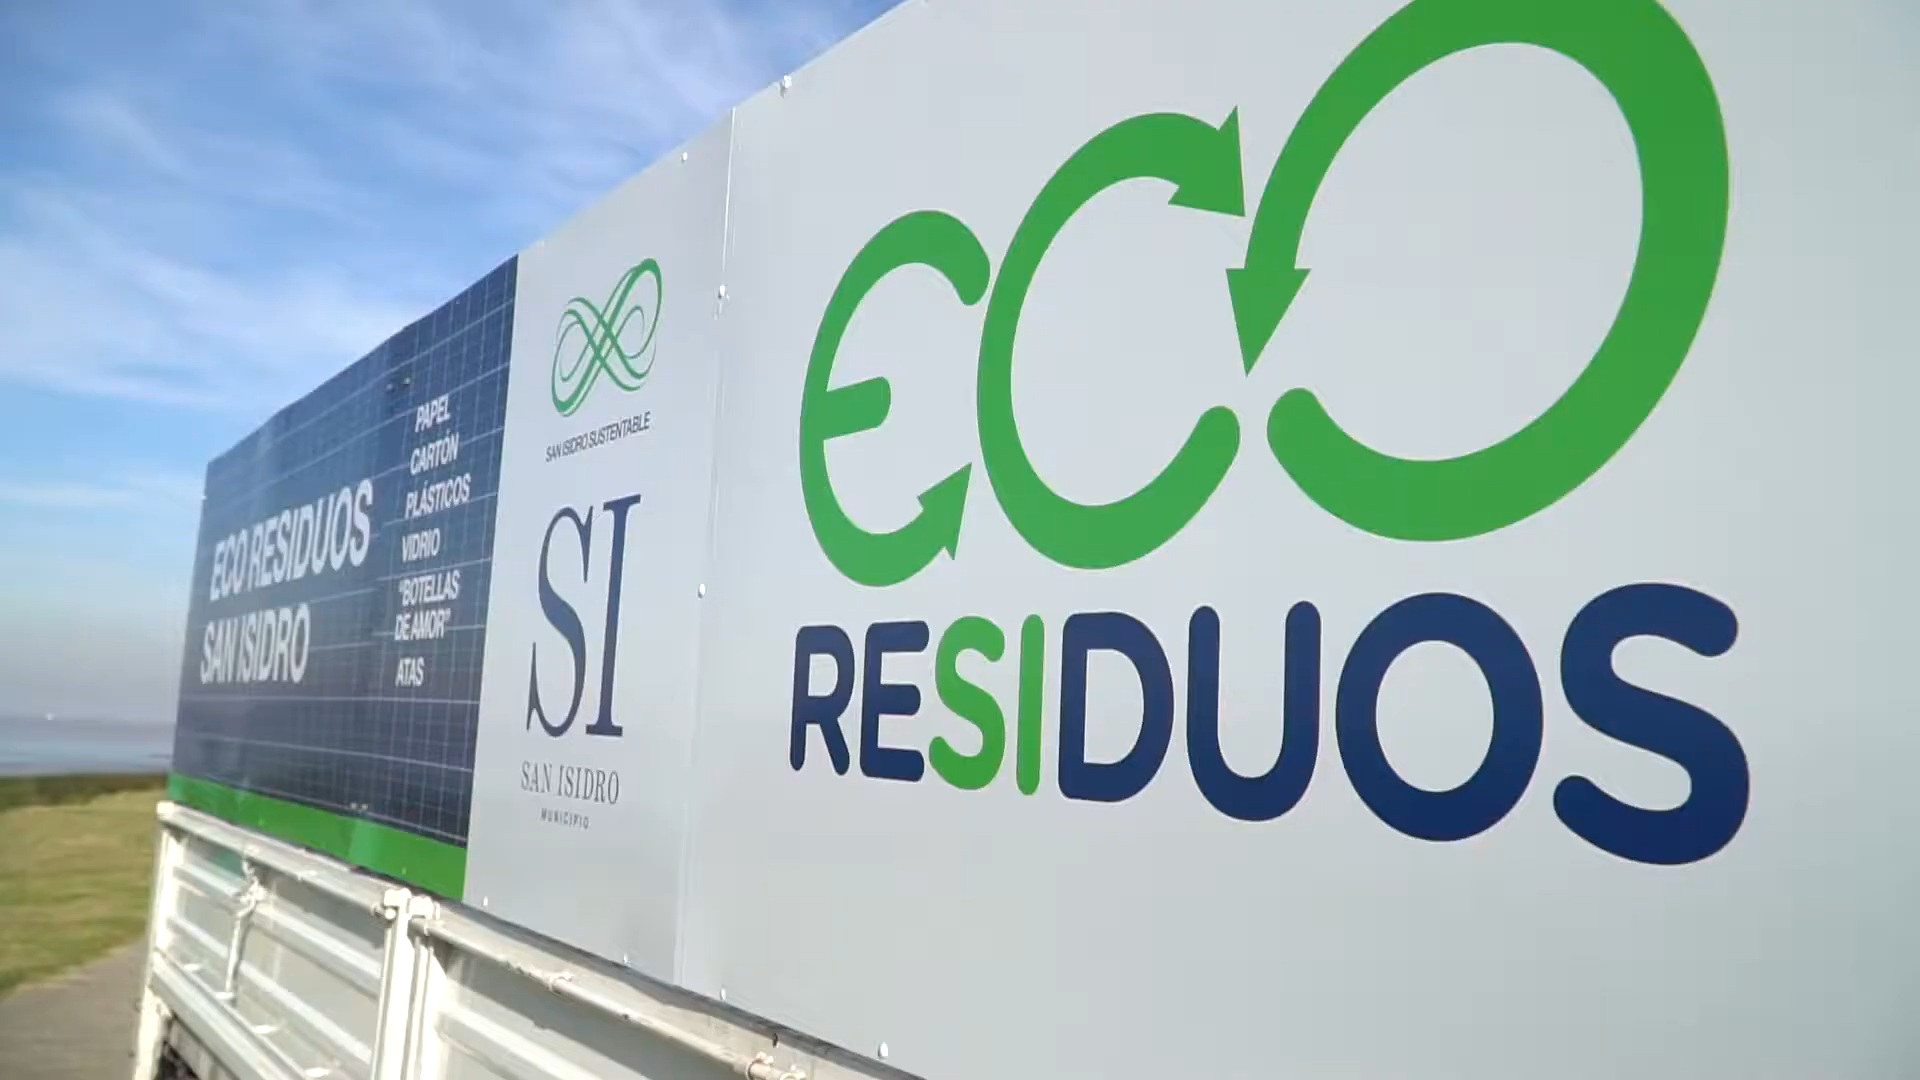 ECO RESIDUOS
SAN ISIDRO
PAPEL
CARTÓN
PLÁSTICOS
VIDRIO
"BOTELLAS
DE AMOR"
ATAS
SAN ISIDRO SUSTENTABLE
SI
SAN ISIDRO
MUNICIPIO
ECO
RESIDUOS